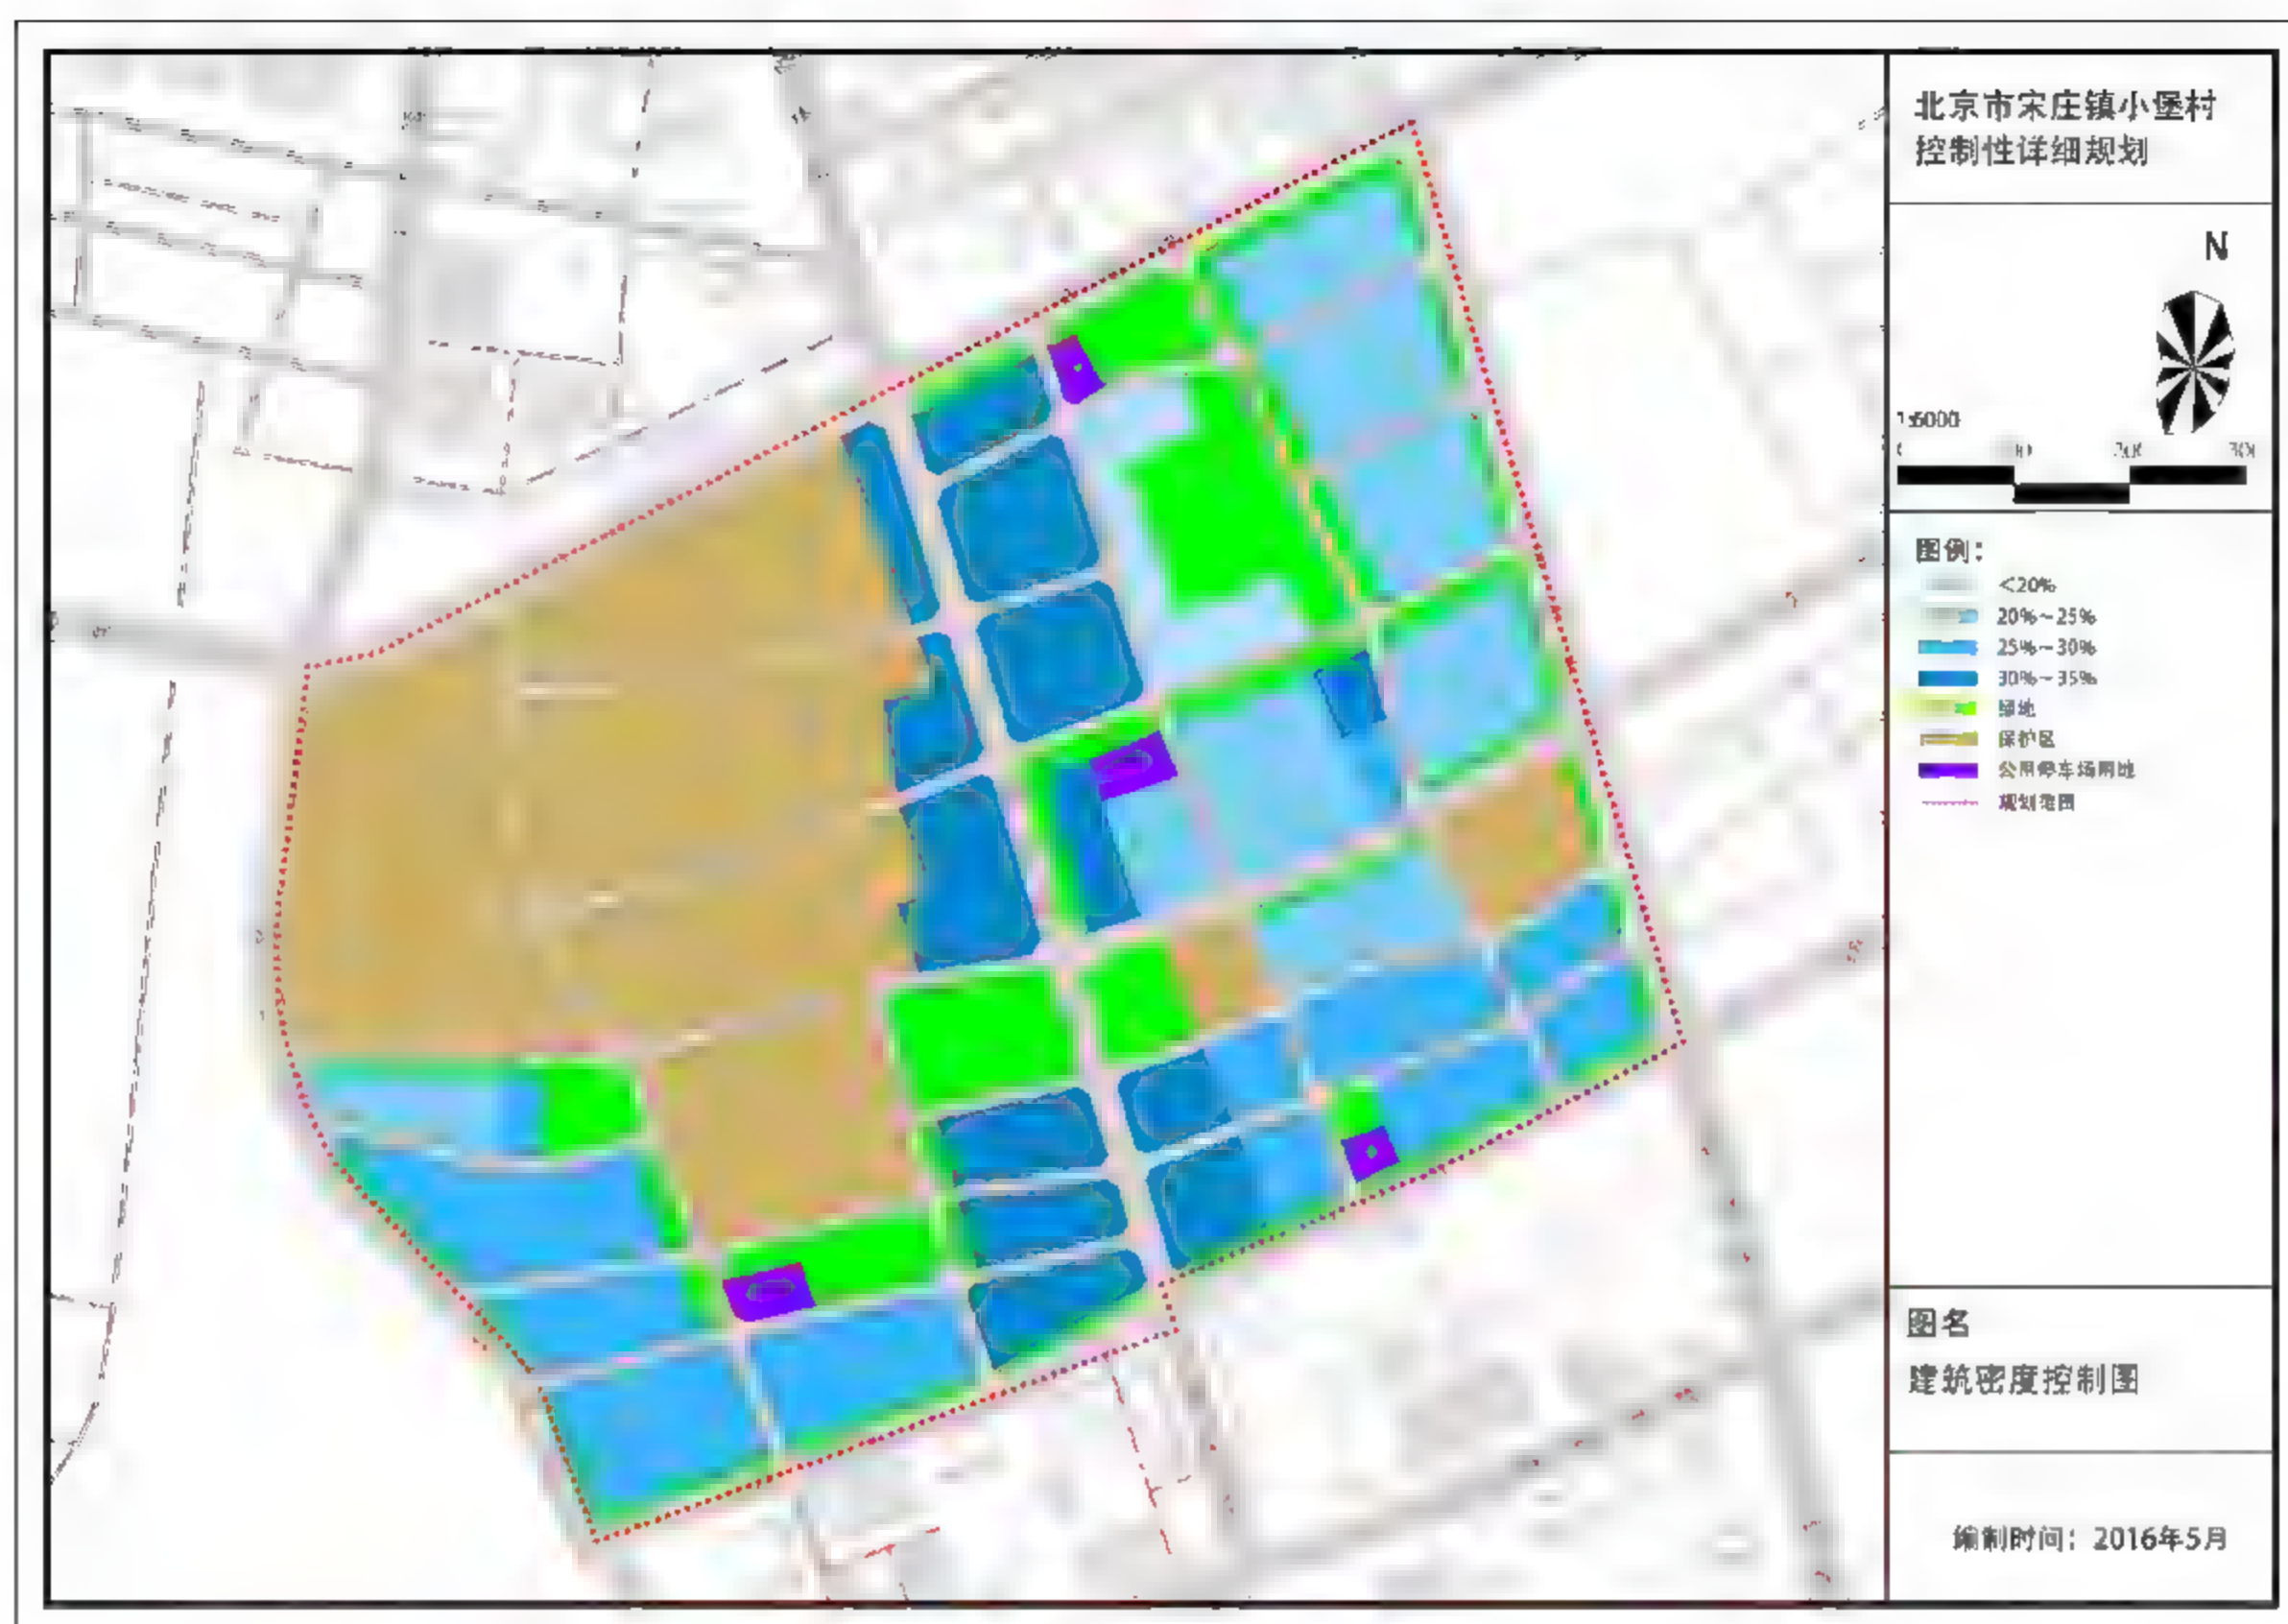 北京市宋庄镇小堡村
控制性详细规划
N
1:6000
图例：
<20%
20%~25%
25%~30%
30%~35%
绿地
保护区
公用停车场用地
规划范围
图名
建筑密度控制图
编制时间：2016年5月